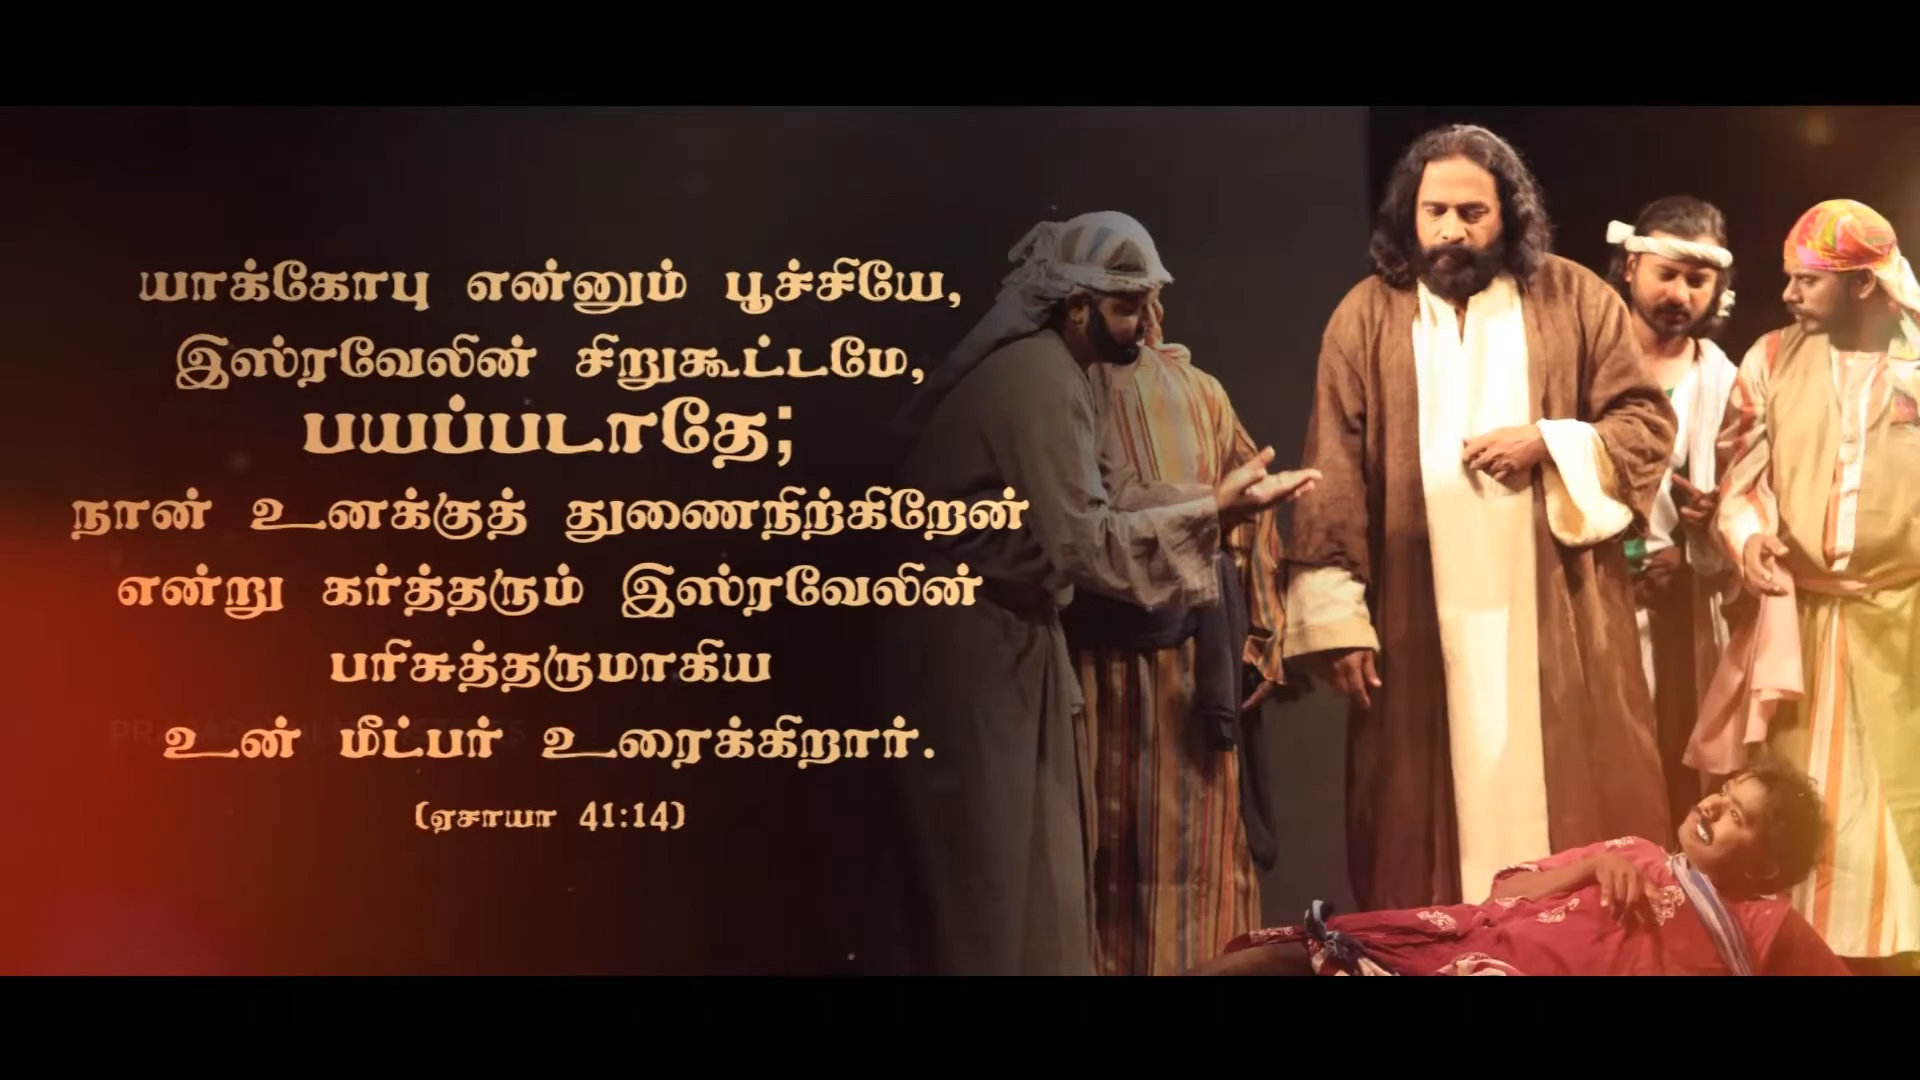 யாக்கோபு என்னும் பூச்சியே,
இஸ்ரவேலின் சிறுகூட்டமே,
பயப்படாதே;
நான் உனக்குத் துணைநிற்கிறேன்
என்று கர்த்தரும் இஸ்ரவேலின்
பரிசுத்தருமாகிய
உன் மீட்பர் உரைக்கிறார்.
(ஏசாயா 41:14)